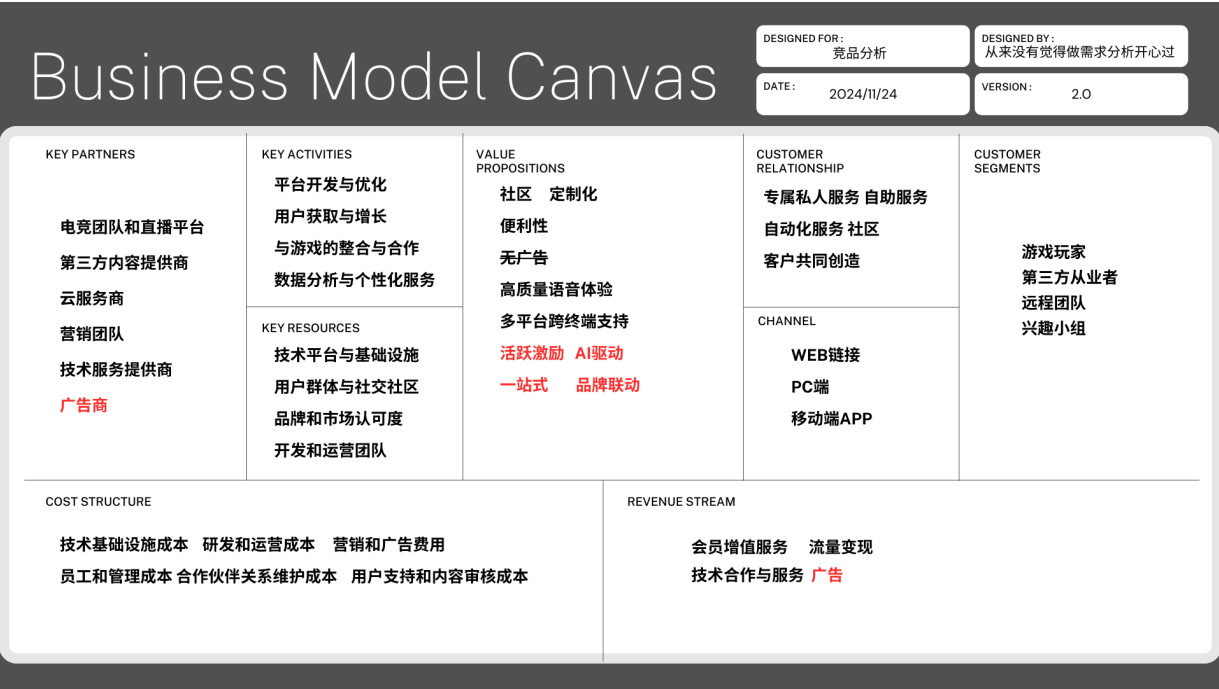 Business Model Canvas
DESIGNED FOR :
竞品分析
DESIGNED BY :
从来没有觉得做需求分析开心过
DATE :
2024/11/24
VERSION :
2.0
KEY PARTNERS
电竞团队和直播平台
第三方内容提供商
云服务商
营销团队
技术服务提供商
广告商
KEY ACTIVITIES
平台开发与优化
用户获取与增长
与游戏的整合与合作
数据分析与个性化服务
KEY RESOURCES
技术平台与基础设施
用户群体与社交社区
品牌和市场认可度
开发和运营团队
VALUE
PROPOSITIONS
社区 定制化
便利性
无广告
高质量语音体验
多平台跨终端支持
活跃激励 AI驱动
一站式 品牌联动
CUSTOMER
RELATIONSHIP
专属私人服务 自助服务
自动化服务 社区
客户共同创造
CHANNEL
WEB链接
PC端
移动端APP
CUSTOMER
SEGMENTS
游戏玩家
第三方从业者
远程团队
兴趣小组
COST STRUCTURE
技术基础设施成本 研发和运营成本 营销和广告费用
员工和管理成本 合作伙伴关系维护成本 用户支持和内容审核成本
REVENUE STREAM
会员增值服务 流量变现
技术合作与服务 广告